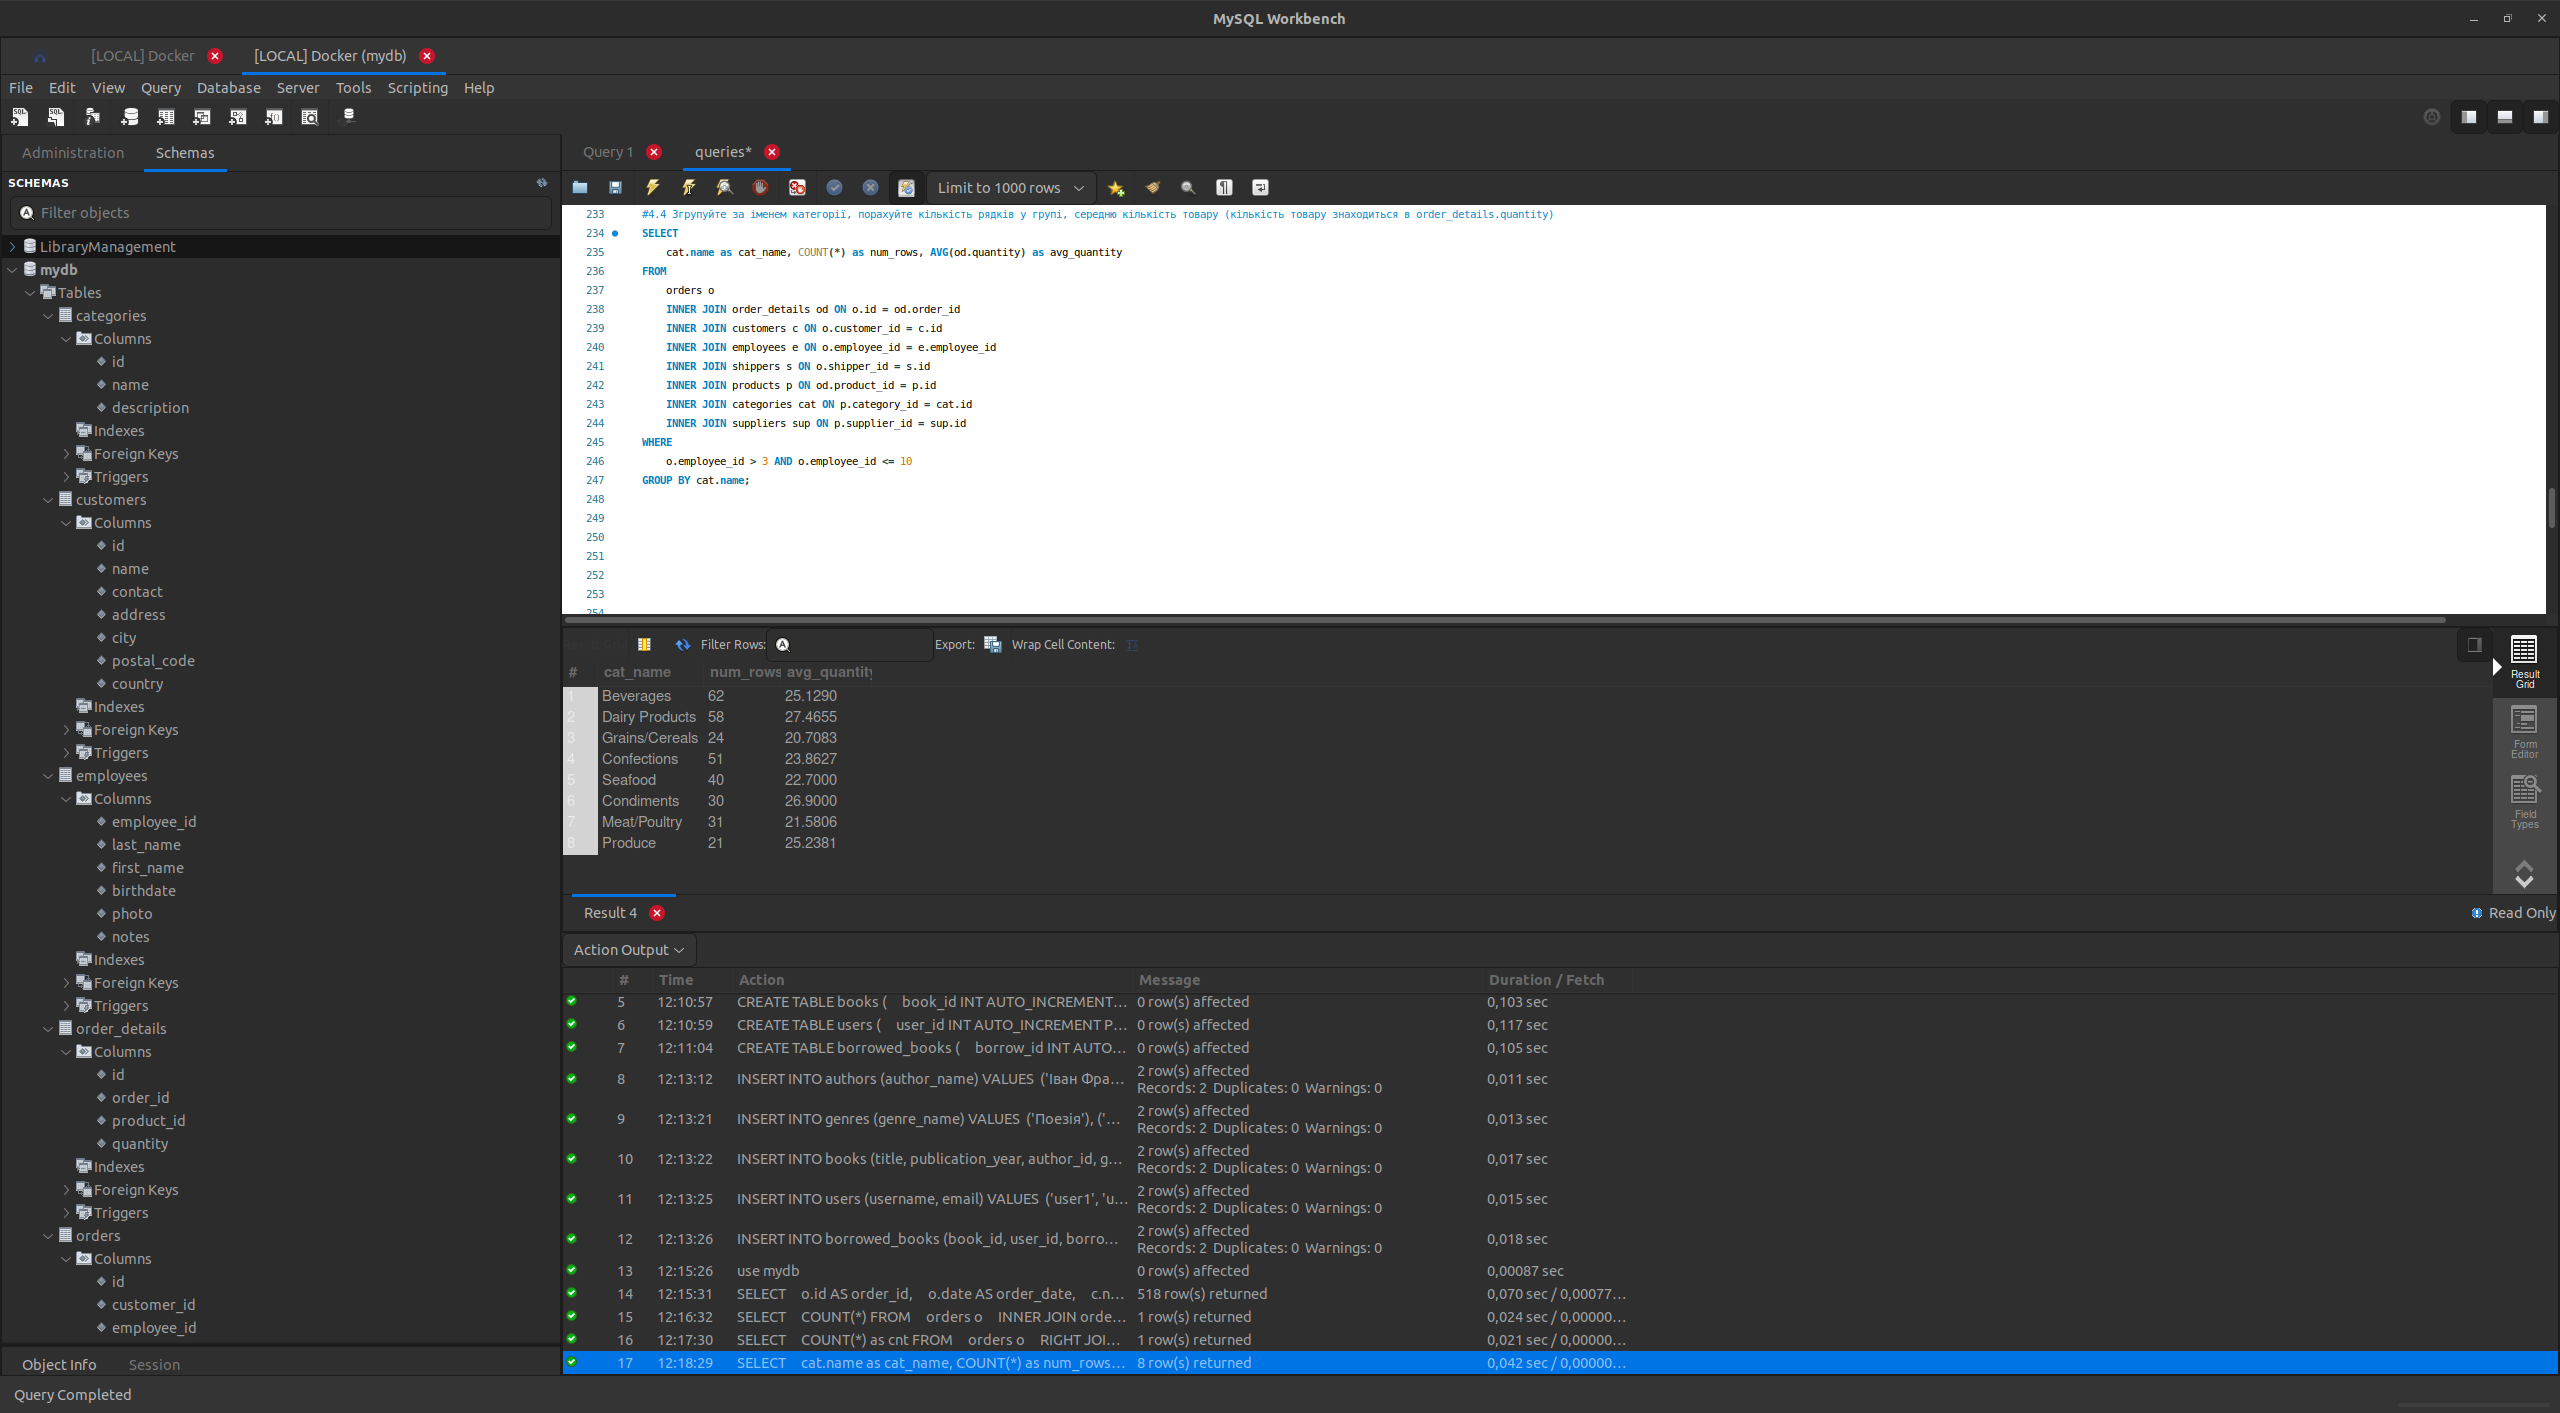 MySQL Workbench
[LOCAL] Docker
[LOCAL] Docker (mydb)
File Edit View Query Database Server Tools Scripting Help
Administration
Schemas
SCHEMAS
Filter objects
LibraryManagement
mydb
Tables
categories
Columns
id
name
description
Indexes
Foreign Keys
Triggers
customers
Columns
id
name
contact
address
city
postal_code
country
Indexes
Foreign Keys
Triggers
employees
Columns
employee_id
last_name
first_name
birthdate
photo
notes
Indexes
Foreign Keys
Triggers
order_details
Columns
id
order_id
product_id
quantity
Indexes
Foreign Keys
Triggers
orders
Columns
id
customer_id
employee_id
Object Info
Session
Query Completed
Query 1
queries*
Limit to 1000 rows
233 #4.4 Згрупуйте за іменем категорії, порахуйте кількість рядків у групі, середню кількість товару (кількість товару знаходиться в order_details.quantity)
234 SELECT
235 cat.name as cat_name, COUNT(*) as num_rows, AVG(od.quantity) as avg_quantity
236 FROM
237 orders o
238 INNER JOIN order_details od ON o.id = od.order_id
239 INNER JOIN customers c ON o.customer_id = c.id
240 INNER JOIN employees e ON o.employee_id = e.employee_id
241 INNER JOIN shippers s ON o.shipper_id = s.id
242 INNER JOIN products p ON od.product_id = p.id
243 INNER JOIN categories cat ON p.category_id = cat.id
244 INNER JOIN suppliers sup ON p.supplier_id = sup.id
245 WHERE
246 o.employee_id > 3 AND o.employee_id <= 10
247 GROUP BY cat.name;
248
249
250
251
252
253
254
Filter Rows:
Export:
Wrap Cell Content:
# cat_name num_rows avg_quantity
1 Beverages 62 25.1290
2 Dairy Products 58 27.4655
3 Grains/Cereals 24 20.7083
4 Confections 51 23.8627
5 Seafood 40 22.7000
6 Condiments 30 26.9000
7 Meat/Poultry 31 21.5806
8 Produce 21 25.2381
Result
Grid
Form
Editor
Field
Types
Result 4
Read Only
Action Output
# Time Action Message Duration / Fetch
5 12:10:57 CREATE TABLE books ( book_id INT AUTO_INCREMENT... 0 row(s) affected 0,103 sec
6 12:10:59 CREATE TABLE users ( user_id INT AUTO_INCREMENT P... 0 row(s) affected 0,117 sec
7 12:11:04 CREATE TABLE borrowed_books ( borrow_id INT AUTO... 0 row(s) affected 0,105 sec
8 12:13:12 INSERT INTO authors (author_name) VALUES ('Іван Фра... 2 row(s) affected
Records: 2 Duplicates: 0 Warnings: 0 0,011 sec
9 12:13:21 INSERT INTO genres (genre_name) VALUES ('Поезія'), ('... 2 row(s) affected
Records: 2 Duplicates: 0 Warnings: 0 0,013 sec
10 12:13:22 INSERT INTO books (title, publication_year, author_id, g... 2 row(s) affected
Records: 2 Duplicates: 0 Warnings: 0 0,017 sec
11 12:13:25 INSERT INTO users (username, email) VALUES ('user1', 'u... 2 row(s) affected
Records: 2 Duplicates: 0 Warnings: 0 0,015 sec
12 12:13:26 INSERT INTO borrowed_books (book_id, user_id, borro... 2 row(s) affected
Records: 2 Duplicates: 0 Warnings: 0 0,018 sec
13 12:15:26 use mydb 0 row(s) affected 0,00087 sec
14 12:15:31 SELECT o.id AS order_id, o.date AS order_date, c.n... 518 row(s) returned 0,070 sec / 0,00077...
15 12:16:32 SELECT COUNT(*) FROM orders o INNER JOIN orde... 1 row(s) returned 0,024 sec / 0,00000...
16 12:17:30 SELECT COUNT(*) as cnt FROM orders o RIGHT JOI... 1 row(s) returned 0,021 sec / 0,00000...
17 12:18:29 SELECT cat.name as cat_name, COUNT(*) as num_rows... 8 row(s) returned 0,042 sec / 0,00000...